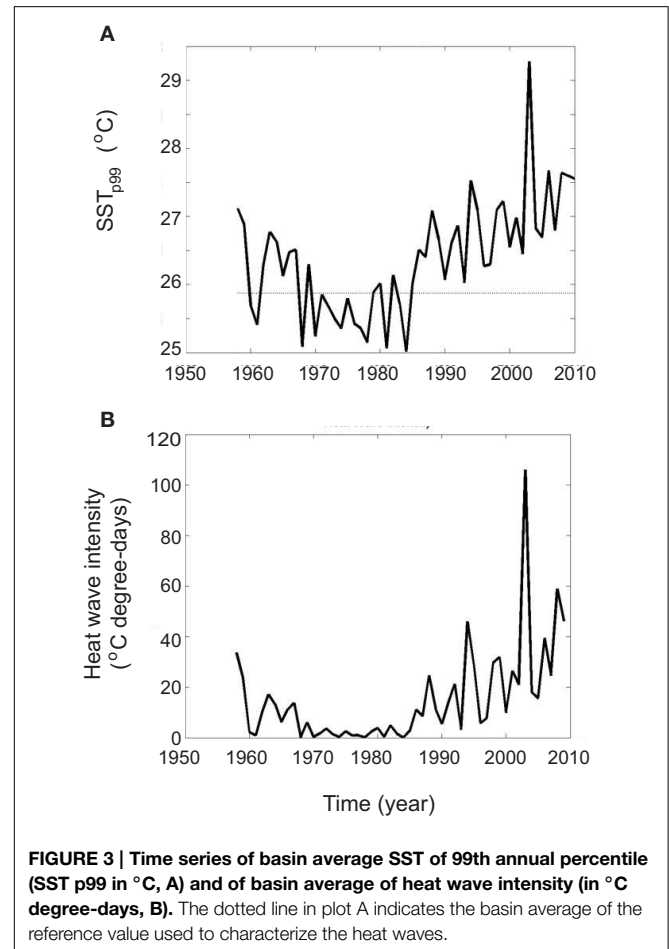 A
SST_p99 (°C)
29
28
27
26
25
1950 1960 1970 1980 1990 2000 2010
B
Heat wave intensity
(°C degree-days)
120
100
80
60
40
20
0
1950 1960 1970 1980 1990 2000 2010
Time (year)
FIGURE 3 | Time series of basin average SST of 99th annual percentile
(SST p99 in °C, A) and of basin average of heat wave intensity (in °C
degree-days, B). The dotted line in plot A indicates the basin average of the
reference value used to characterize the heat waves.